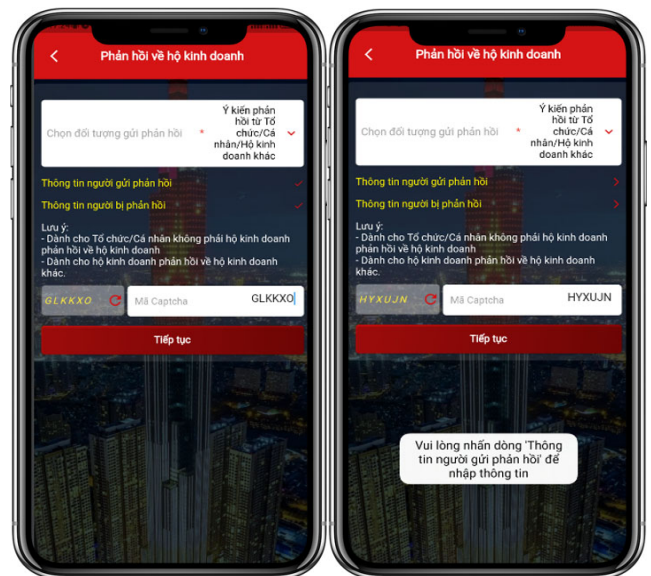 Phản hồi về hộ kinh doanh
Chọn đối tượng gửi phản hồi *
Ý kiến phản
hồi từ Tổ
chức/Cá
nhân/Hộ kinh
doanh khác
Thông tin người gửi phản hồi
Thông tin người bị phản hồi
Lưu ý:
- Dành cho Tổ chức/Cá nhân không phải hộ kinh doanh
phản hồi về hộ kinh doanh
- Dành cho hộ kinh doanh phản hồi về hộ kinh doanh
khác.
GLKKXO
Mã Captcha
GLKKXO
Tiếp tục
Phản hồi về hộ kinh doanh
Chọn đối tượng gửi phản hồi *
Ý kiến phản
hồi từ Tổ
chức/Cá
nhân/Hộ kinh
doanh khác
Thông tin người gửi phản hồi
Thông tin người bị phản hồi
Lưu ý:
- Dành cho Tổ chức/Cá nhân không phải hộ kinh doanh
phản hồi về hộ kinh doanh
- Dành cho hộ kinh doanh phản hồi về hộ kinh doanh
khác.
HYXUJN
Mã Captcha
HYXUJN
Tiếp tục
Vui lòng nhấn dòng 'Thông
tin người gửi phản hồi' để
nhập thông tin